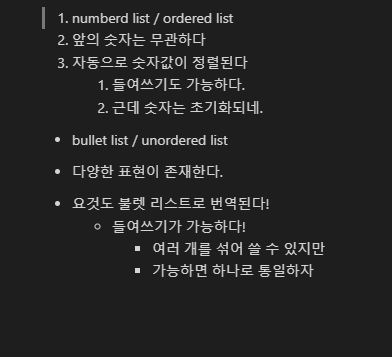 1. numberd list / ordered list
2. 앞의 숫자는 무관하다
3. 자동으로 숫자값이 정렬된다
1. 들여쓰기도 가능하다.
2. 근데 숫자는 초기화되네.
• bullet list / unordered list
• 다양한 표현이 존재한다.
• 요것도 불렛 리스트로 번역된다!
◦ 들여쓰기가 가능하다!
▪ 여러 개를 섞어 쓸 수 있지만
▪ 가능하면 하나로 통일하자